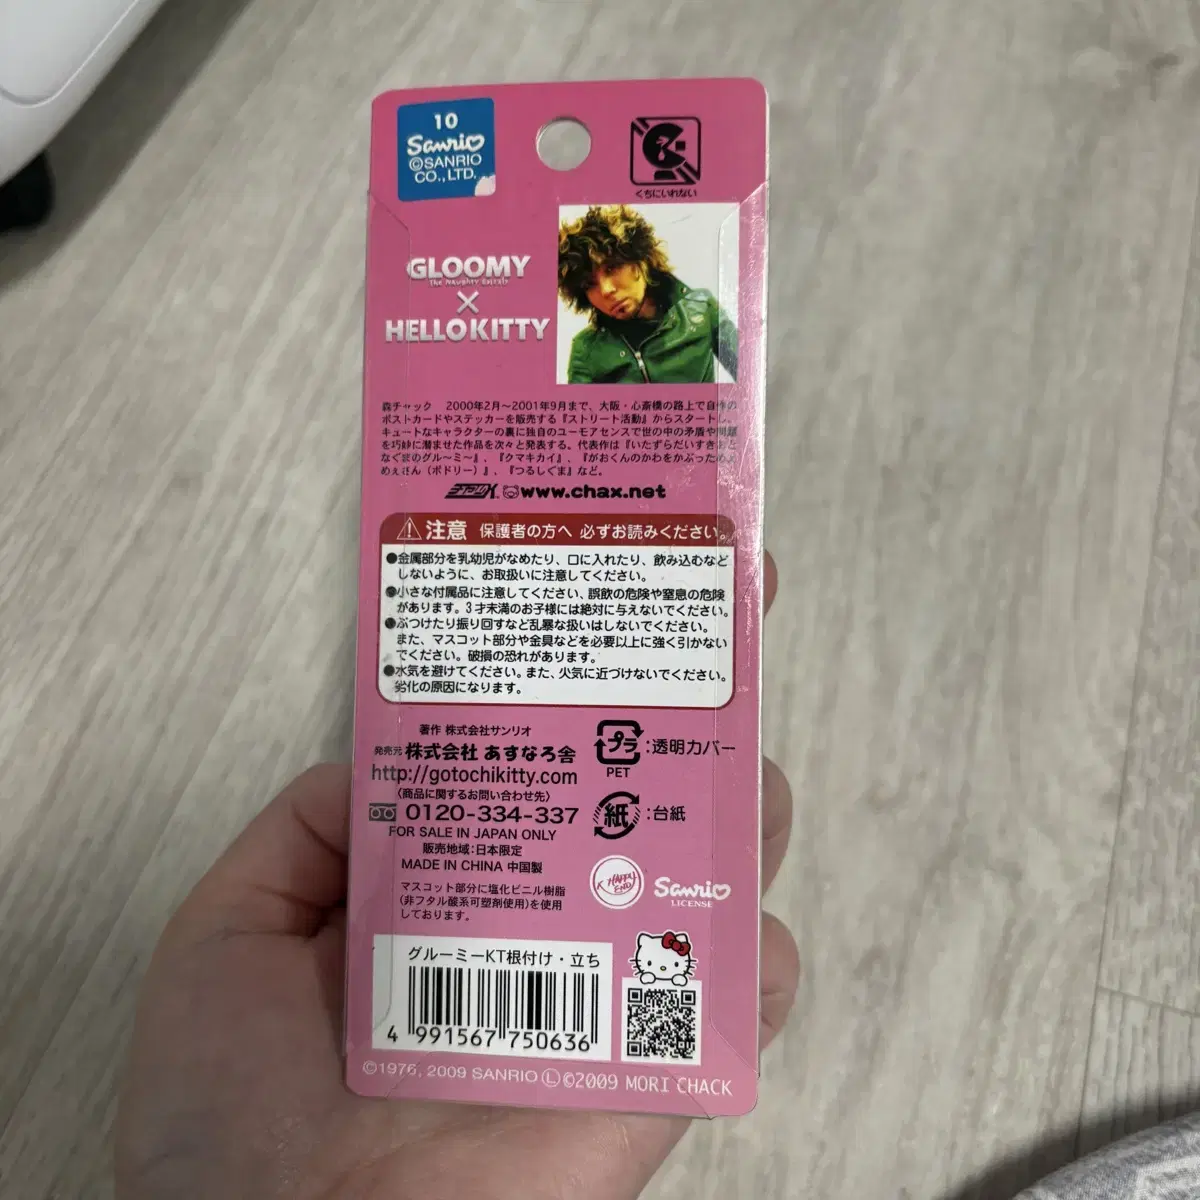 10
Sanrio
©SANRIO
CO., LTD.
くちにいれない
GLOOMY
The Naughty Grizzly
×
HELLO KITTY
森チャック 2000年2月～2001年9月まで、大阪・心斎橋の路上で自作の
ポストカードやステッカーを販売する『ストリート活動』からスタートし、
キュートなキャラクターの裏に独自のユーモアセンスで世の中の矛盾や問題
を巧妙に潜ませた作品を次々と発表する。代表作は『いたずらだいすきおと
なぐまのグル～ミ～』、『クマキカイ』、『がおくんのかわをかぶっためぇ
めぇさん（ボドリー）』、『つるしぐま』など。
www.chax.net
注意 保護者の方へ 必ずお読みください。
●金属部分を乳幼児がなめたり、口に入れたり、飲み込むなど
しないように、お取扱いに注意してください。
●小さな付属品に注意してください、誤飲の危険や窒息の危険
があります。3才未満のお子様には絶対に与えないでください。
●ぶつけたり振り回すなど乱暴な扱いはしないでください。
また、マスコット部分や金具などを必要以上に強く引かない
でください。破損の恐れがあります。
●水気を避けてください。また、火気に近づけないでください。
劣化の原因になります。
著作 株式会社サンリオ
発売元 株式会社 あすなろ舎
http://gotochikitty.com
〈商品に関するお問い合わせ先〉
0120-334-337
FOR SALE IN JAPAN ONLY
販売地域:日本限定
MADE IN CHINA 中国製
マスコット部分に塩化ビニル樹脂
(非フタル酸系可塑剤使用)を使用
しております。
プラ:透明カバー
PET
紙:台紙
K HAPPY
END
Sanrio
LICENSE
グルーミーKT根付け・立ち
4 991567 750636
©1976, 2009 SANRIO Ⓛ ©2009 MORI CHACK